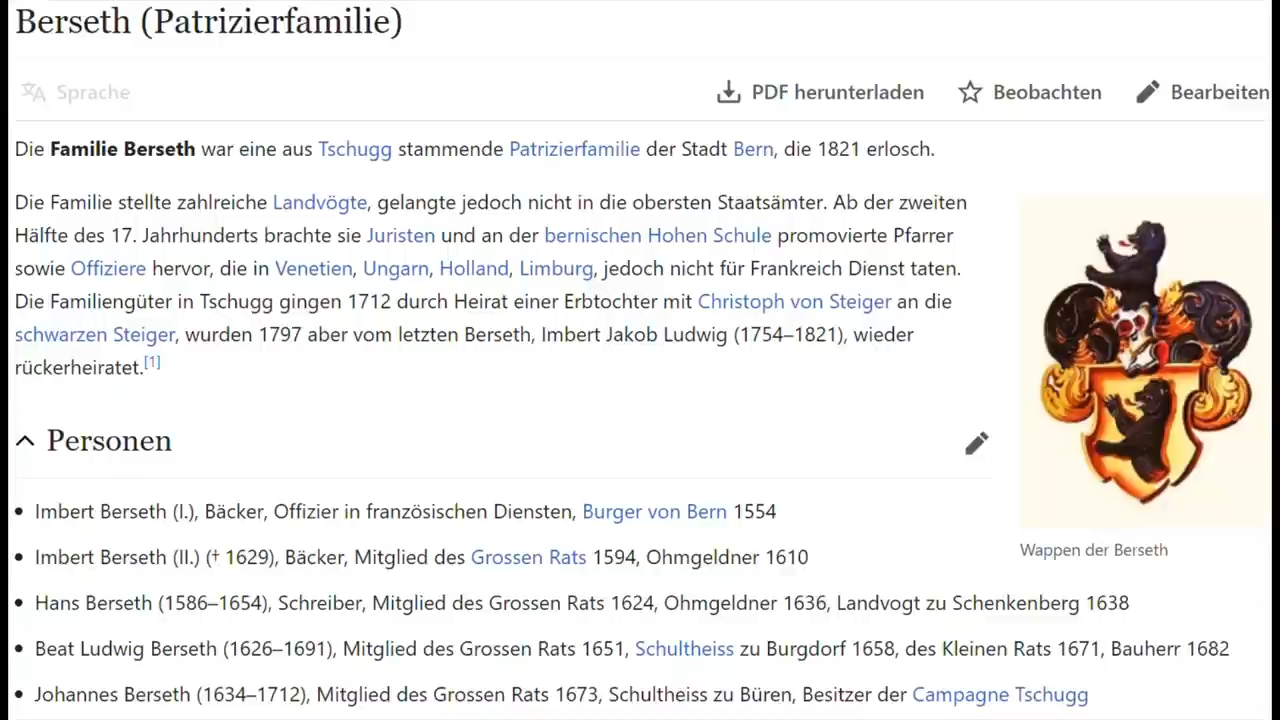 Berseth (Patrizierfamilie)
Sprache
PDF herunterladen
Beobachten
Bearbeiten
Die Familie Berseth war eine aus Tschugg stammende Patrizierfamilie der Stadt Bern, die 1821 erlosch.
Die Familie stellte zahlreiche Landvögte, gelangte jedoch nicht in die obersten Staatsämter. Ab der zweiten
Hälfte des 17. Jahrhunderts brachte sie Juristen und an der bernischen Hohen Schule promovierte Pfarrer
sowie Offiziere hervor, die in Venetien, Ungarn, Holland, Limburg, jedoch nicht für Frankreich Dienst taten.
Die Familiengüter in Tschugg gingen 1712 durch Heirat einer Erbtochter mit Christoph von Steiger an die
schwarzen Steiger, wurden 1797 aber vom letzten Berseth, Imbert Jakob Ludwig (1754–1821), wieder
rückerheiratet.[1]
Wappen der Berseth
Personen
• Imbert Berseth (I.), Bäcker, Offizier in französischen Diensten, Burger von Bern 1554
• Imbert Berseth (II.) († 1629), Bäcker, Mitglied des Grossen Rats 1594, Ohmgeldner 1610
• Hans Berseth (1586–1654), Schreiber, Mitglied des Grossen Rats 1624, Ohmgeldner 1636, Landvogt zu Schenkenberg 1638
• Beat Ludwig Berseth (1626–1691), Mitglied des Grossen Rats 1651, Schultheiss zu Burgdorf 1658, des Kleinen Rats 1671, Bauherr 1682
• Johannes Berseth (1634–1712), Mitglied des Grossen Rats 1673, Schultheiss zu Büren, Besitzer der Campagne Tschugg